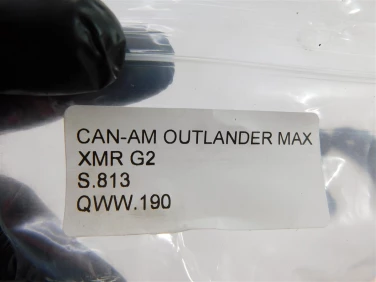 CAN-AM OUTLANDER MAX
XMR G2
S.813
QWW.190